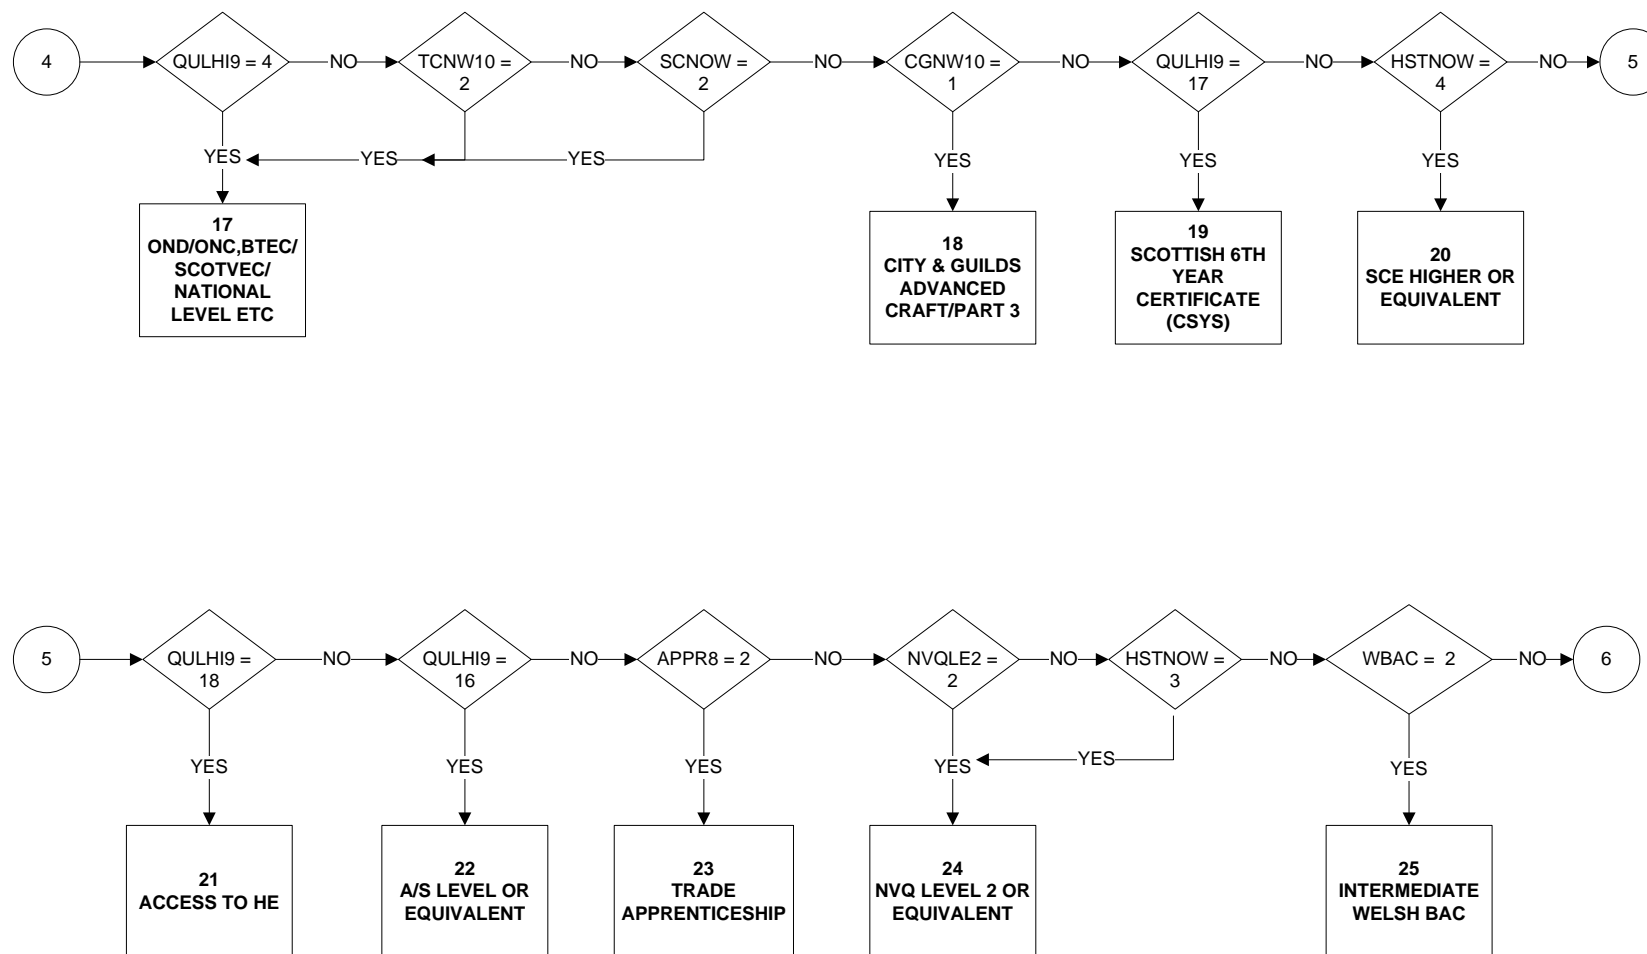 4
QULHI9 = 4
NO
TCNW10 =
2
NO
SCNOW =
2
NO
CGNW10 =
1
NO
QULHI9 =
17
NO
HSTNOW =
4
NO
5
YES
YES
YES
YES
YES
YES
17
OND/ONC,BTEC/
SCOTVEC/
NATIONAL
LEVEL ETC
18
CITY & GUILDS
ADVANCED
CRAFT/PART 3
19
SCOTTISH 6TH
YEAR
CERTIFICATE
(CSYS)
20
SCE HIGHER OR
EQUIVALENT
5
QULHI9 =
18
NO
QULHI9 =
16
NO
APPR8 = 2
NO
NVQLE2 =
2
NO
HSTNOW =
3
NO
WBAC =  2
NO
6
YES
YES
YES
YES
YES
YES
21
ACCESS TO HE
22
A/S LEVEL OR
EQUIVALENT
23
TRADE
APPRENTICESHIP
24
NVQ LEVEL 2 OR
EQUIVALENT
25
INTERMEDIATE
WELSH BAC